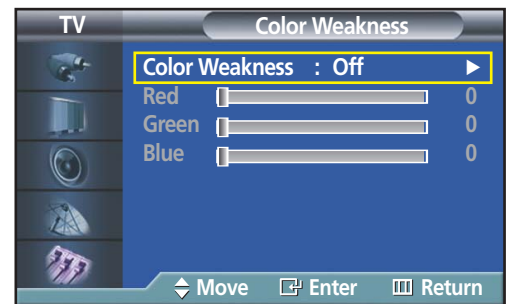 TV Color Weakness
Color Weakness : Off
Red 0
Green 0
Blue 0
Move Enter Return